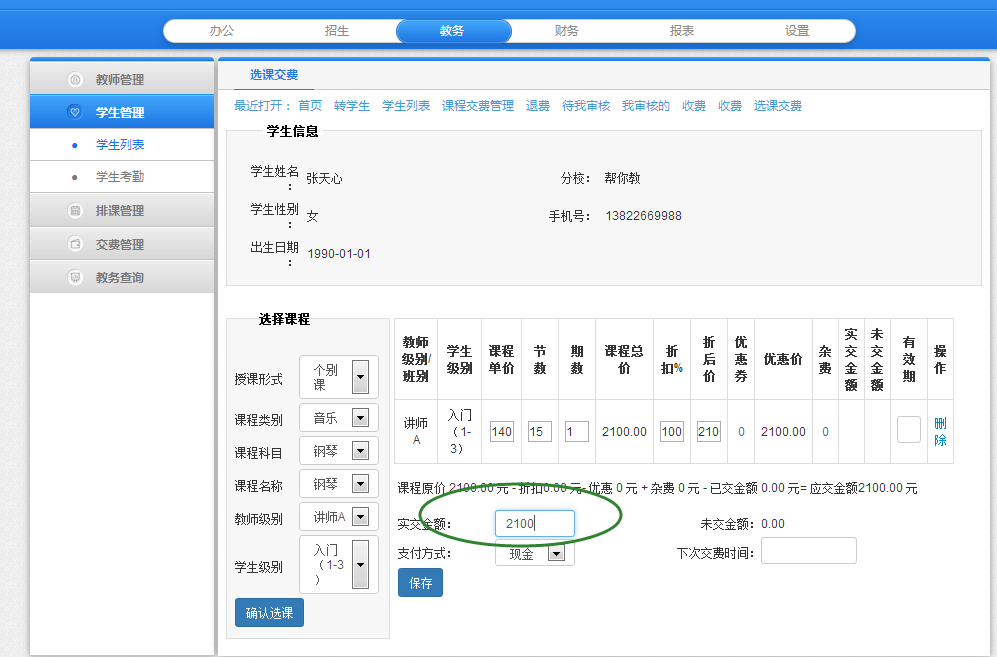 办公 招生 教务 财务 报表 设置
教师管理
学生管理
学生列表
学生考勤
排课管理
交费管理
教务查询
选课交费
最近打开： 首页 转学生 学生列表 课程交费管理 退费 待我审核 我审核的 收费 收费 选课交费
学生信息
学生姓名： 张天心 分校： 帮你教
学生性别： 女 手机号： 13822669988
出生日期： 1990-01-01
选择课程
授课形式 个别课
课程类别 音乐
课程科目 钢琴
课程名称 钢琴
教师级别 讲师A
学生级别 入门（1-3）
确认选课
教师级别/班别 学生级别 课程单价 节数 期数 课程总价 折扣% 折后价 优惠券 优惠价 杂费 实交金额 未交金额 有效期 操作
讲师A 入门（1-3） 140 15 1 2100.00 100 210 0 2100.00 0 删除
课程原价 2100.00 元 - 折扣0.00 元- 优惠 0 元 + 杂费 0 元 - 已交金额 0.00 元= 应交金额2100.00 元
实交金额： 2100 未交金额：0.00
支付方式： 现金 下次交费时间：
保存